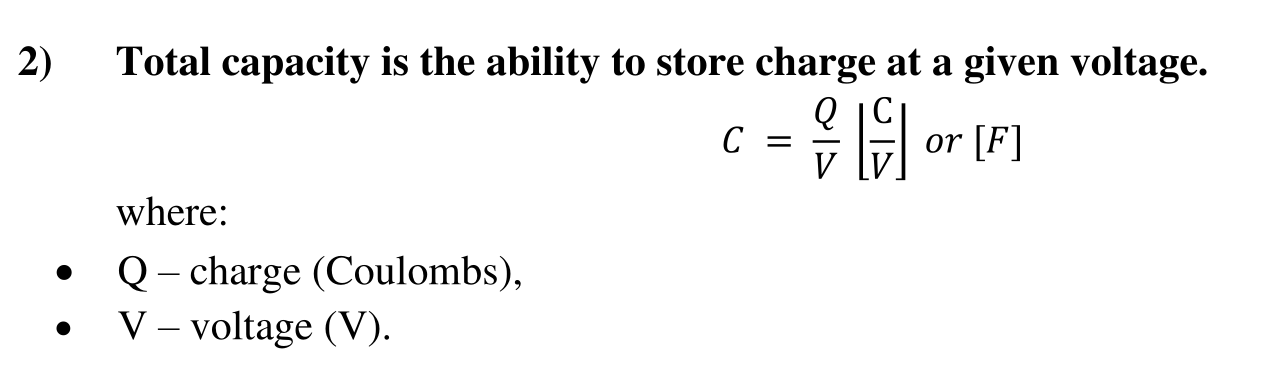 2) Total capacity is the ability to store charge at a given voltage.
C = Q/V [C/V] or [F]
where:
• Q – charge (Coulombs),
• V – voltage (V).